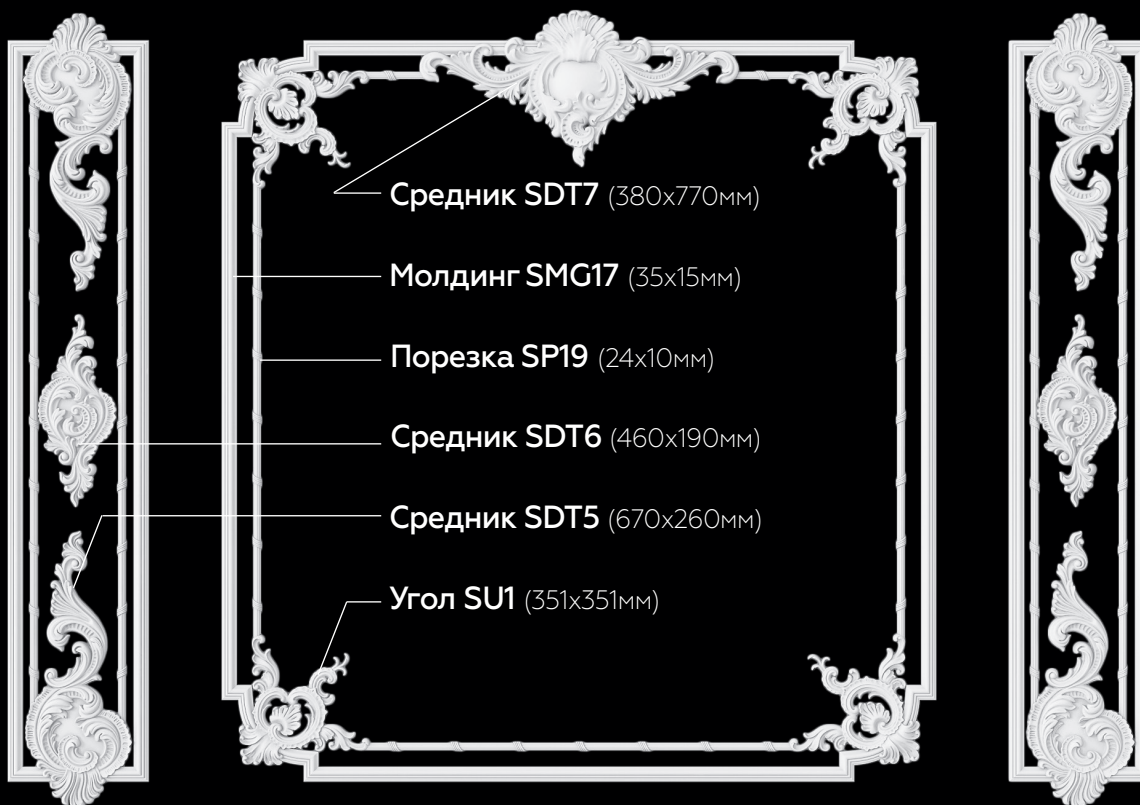 Средник SDT7 (380х770мм)
Молдинг SMG17 (35х15мм)
Порезка SP19 (24х10мм)
Средник SDT6 (460х190мм)
Средник SDT5 (670х260мм)
Угол SU1 (351х351мм)